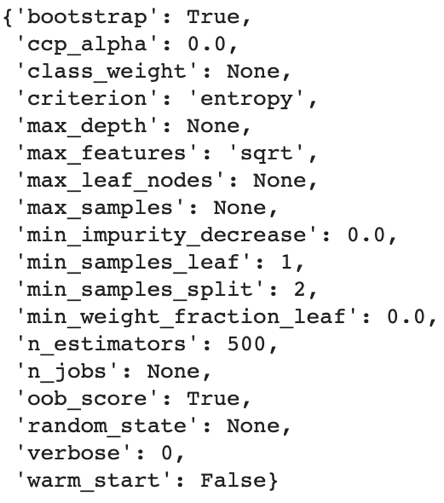 {'bootstrap': True,
 'ccp_alpha': 0.0,
 'class_weight': None,
 'criterion': 'entropy',
 'max_depth': None,
 'max_features': 'sqrt',
 'max_leaf_nodes': None,
 'max_samples': None,
 'min_impurity_decrease': 0.0,
 'min_samples_leaf': 1,
 'min_samples_split': 2,
 'min_weight_fraction_leaf': 0.0,
 'n_estimators': 500,
 'n_jobs': None,
 'oob_score': True,
 'random_state': None,
 'verbose': 0,
 'warm_start': False}